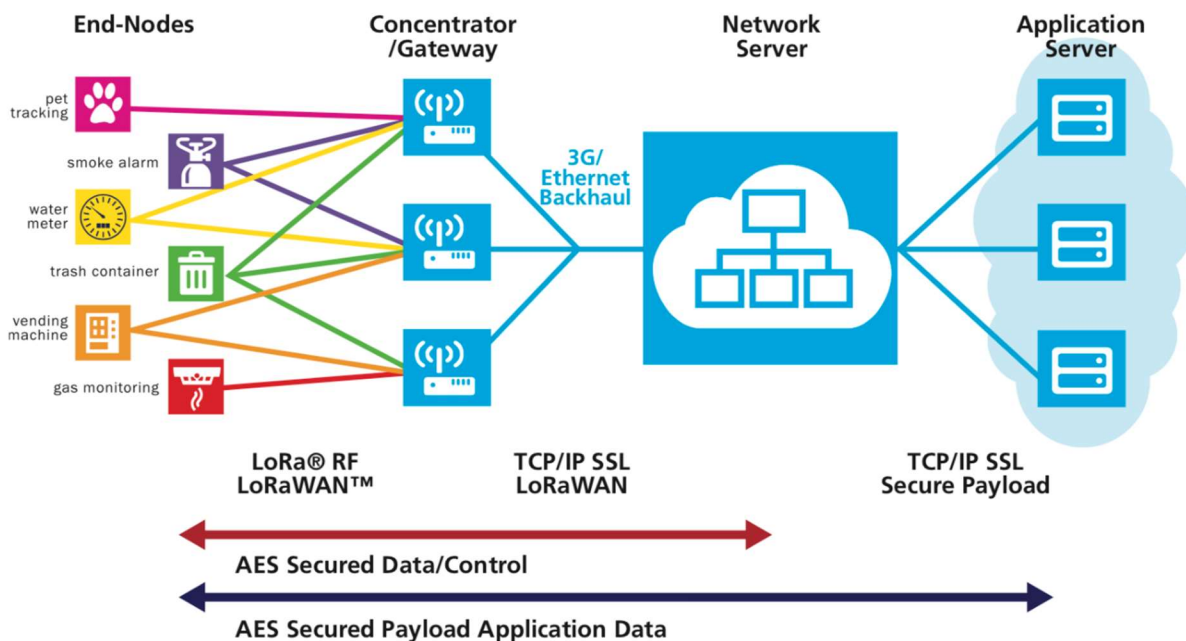 End-Nodes
Concentrator
/Gateway
Network
Server
Application
Server
pet
tracking
smoke alarm
water
meter
trash container
vending
machine
gas monitoring
3G/
Ethernet
Backhaul
LoRa® RF
LoRaWAN™
TCP/IP SSL
LoRaWAN
TCP/IP SSL
Secure Payload
AES Secured Data/Control
AES Secured Payload Application Data